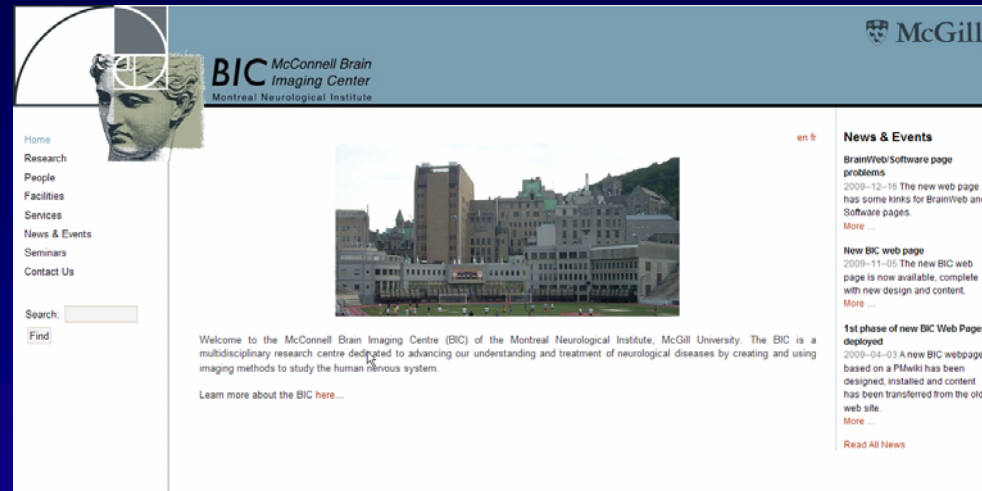 McGill
BIC McConnell Brain
Imaging Center
Montreal Neurological Institute
Home
Research
People
Facilities
Services
News & Events
Seminars
Contact Us
Search:
Find
en fr
Welcome to the McConnell Brain Imaging Centre (BIC) of the Montreal Neurological Institute, McGill University. The BIC is a
multidisciplinary research centre dedicated to advancing our understanding and treatment of neurological diseases by creating and using
imaging methods to study the human nervous system.
Learn more about the BIC here...
News & Events
BrainWeb/Software page
problems
2009-12-16 The new web page
has some kinks for BrainWeb and
Software pages.
More ...
New BIC web page
2009-11-05 The new BIC web
page is now available, complete
with new design and content.
More ...
1st phase of new BIC Web Pages
deployed
2009-04-03 A new BIC webpage
based on a PMwiki has been
designed, installed and content
has been transferred from the old
web site.
More ...
Read All News